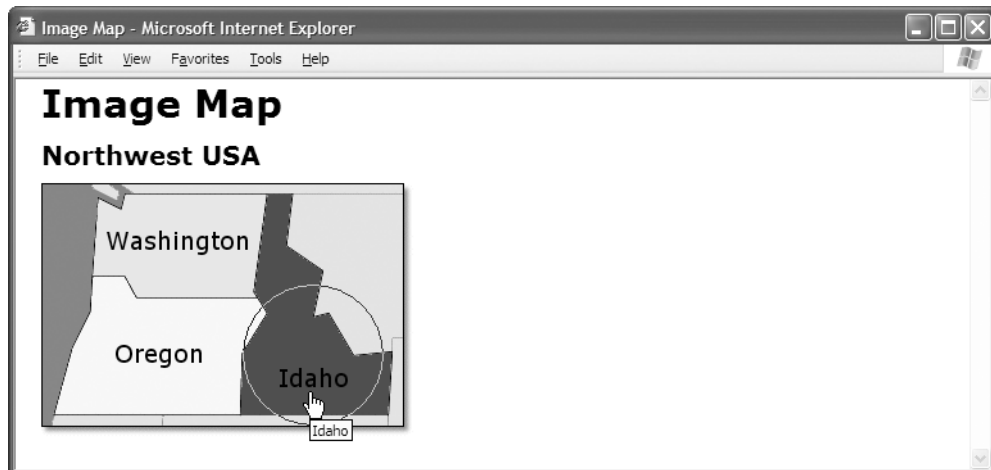 Image Map - Microsoft Internet Explorer
File Edit View Favorites Tools Help
Image Map
Northwest USA
Washington
Oregon
Idaho
Idaho